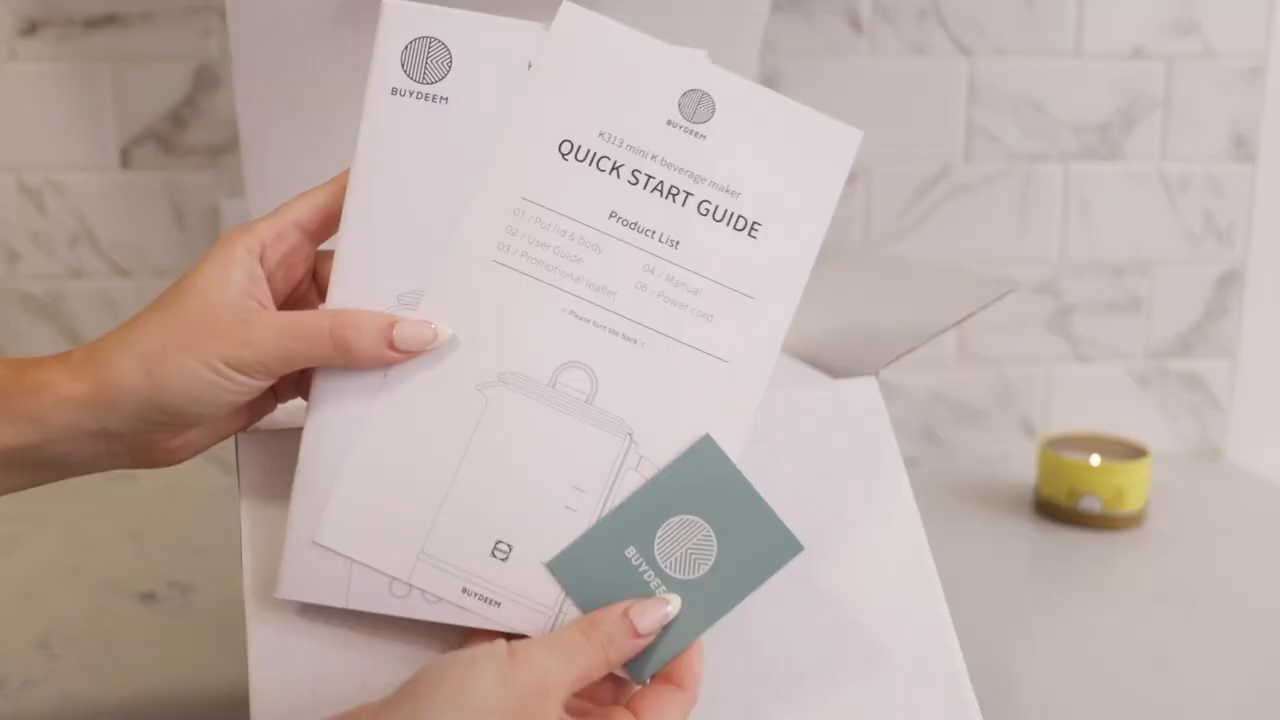 BUYDEEM
BUYDEEM
K313 mini K beverage maker
QUICK START GUIDE
Product List
01 / Pot lid & body
02 / User Guide
03 / Promotional leaflet
04 / Manual
05 / Power cord
Please turn the back
BUYDEEM
BUYDEE